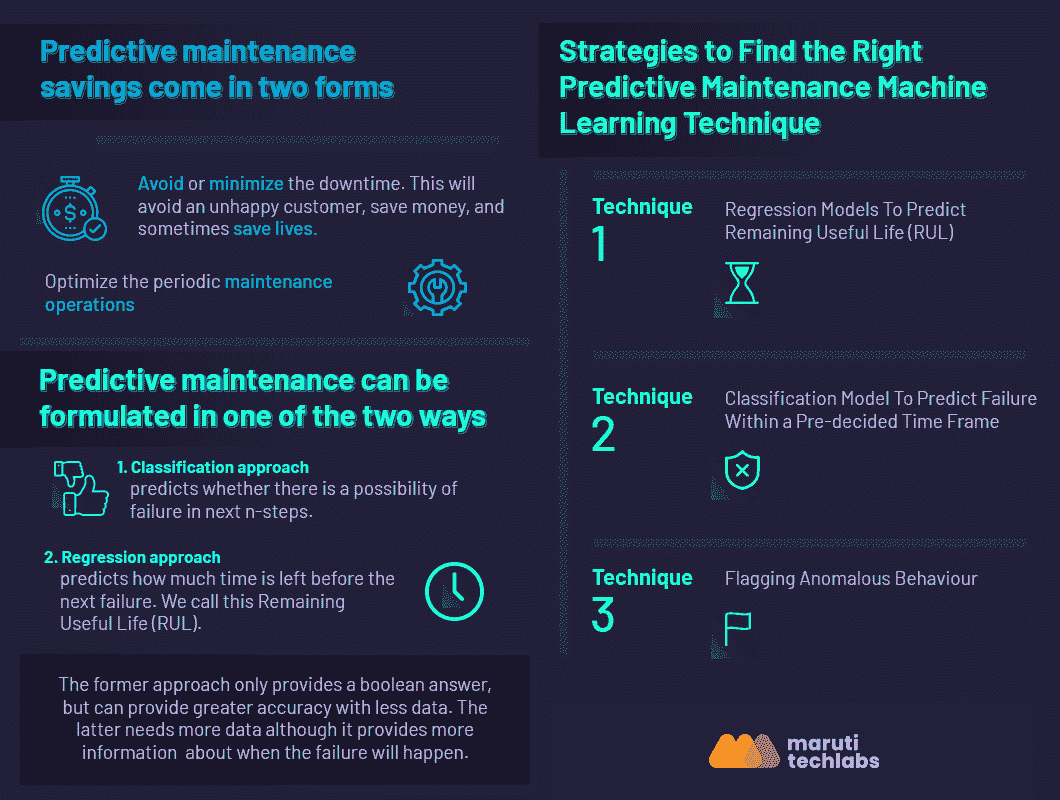 Predictive maintenance
savings come in two forms
Avoid or minimize the downtime. This will
avoid an unhappy customer, save money, and
sometimes save lives.
Optimize the periodic maintenance
operations
Predictive maintenance can be
formulated in one of the two ways
1. Classification approach
predicts whether there is a possibility of
failure in next n-steps.
2. Regression approach
predicts how much time is left before the
next failure. We call this Remaining
Useful Life (RUL).
The former approach only provides a boolean answer,
but can provide greater accuracy with less data. The
latter needs more data although it provides more
information about when the failure will happen.
Strategies to Find the Right
Predictive Maintenance Machine
Learning Technique
Technique
1
Regression Models To Predict
Remaining Useful Life (RUL)
Technique
2
Classification Model To Predict Failure
Within a Pre-decided Time Frame
Technique
3
Flagging Anomalous Behaviour
maruti
techlabs